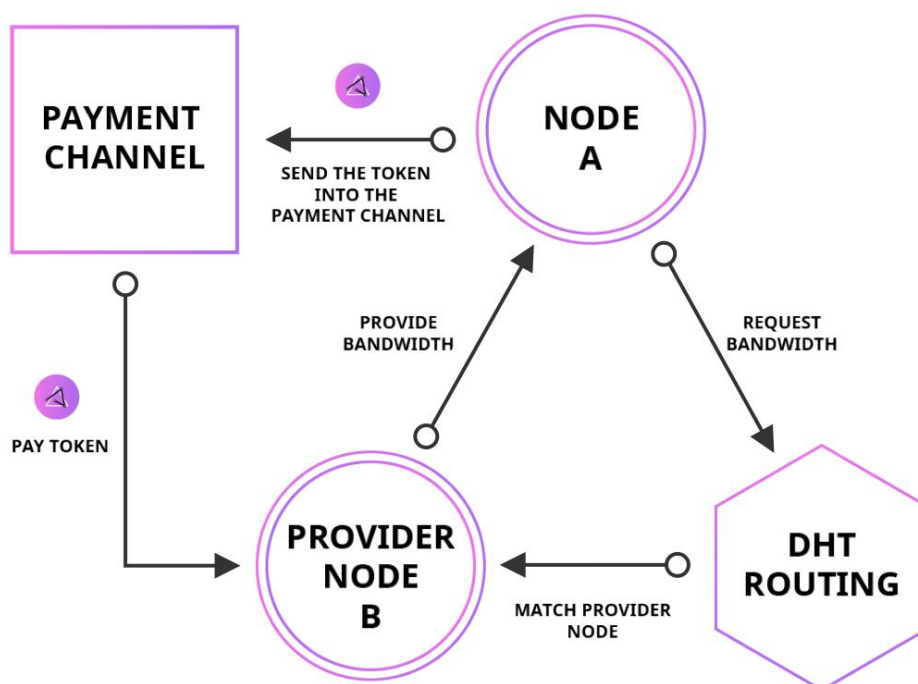 PAYMENT
CHANNEL
SEND THE TOKEN
INTO THE
PAYMENT CHANNEL
NODE
A
PROVIDE
BANDWIDTH
REQUEST
BANDWIDTH
PAY TOKEN
PROVIDER
NODE
B
MATCH PROVIDER
NODE
DHT
ROUTING